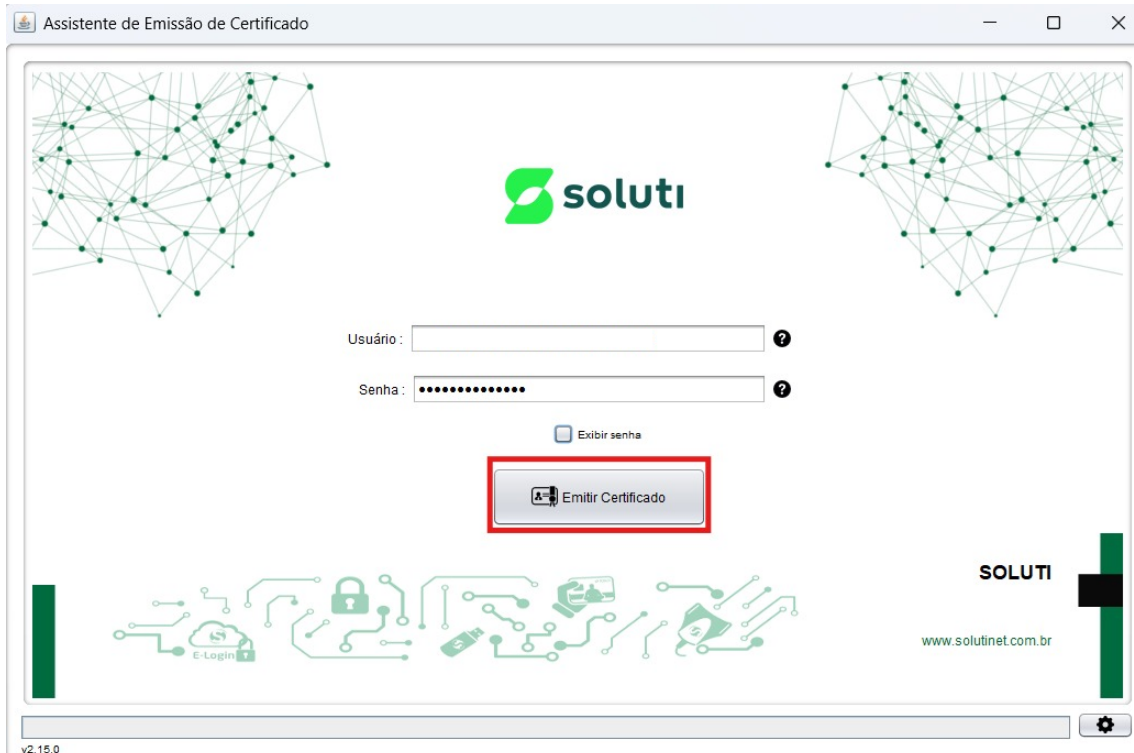 Assistente de Emissão de Certificado
soluti
Usuário :
?
Senha : ••••••••••••••
?
Exibir senha
Emitir Certificado
SOLUTI
S
E-Login
www.solutinet.com.br
v2.15.0